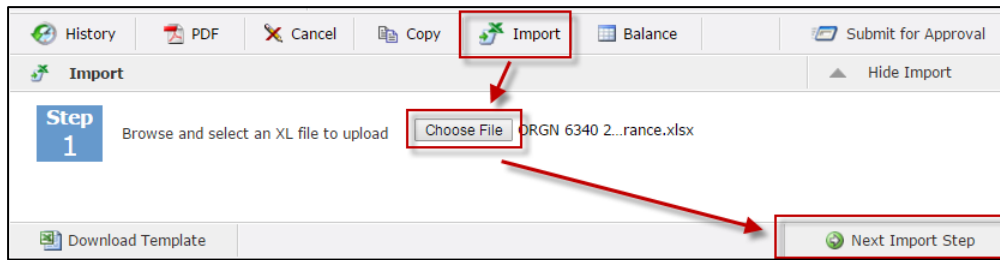 History PDF Cancel Copy Import Balance Submit for Approval
Import Hide Import
Step
1
Browse and select an XL file to upload Choose File ORGN 6340 2...rance.xlsx
Download Template Next Import Step